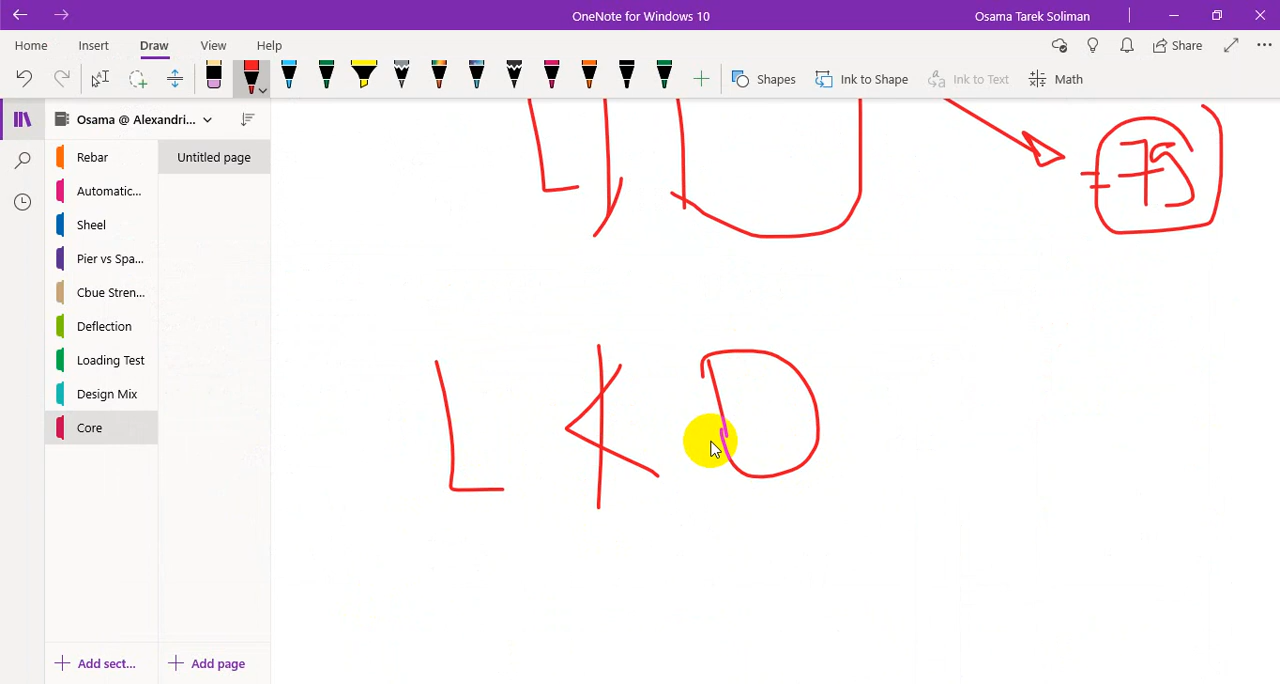 OneNote for Windows 10
Osama Tarek Soliman
Home Insert Draw View Help
Share
Shapes Ink to Shape Ink to Text Math
Osama @ Alexandri...
Rebar
Untitled page
Automatic...
Sheel
Pier vs Spa...
Cbue Stren...
Deflection
Loading Test
Design Mix
Core
L / D
= 75
L < D
Add sect...
Add page